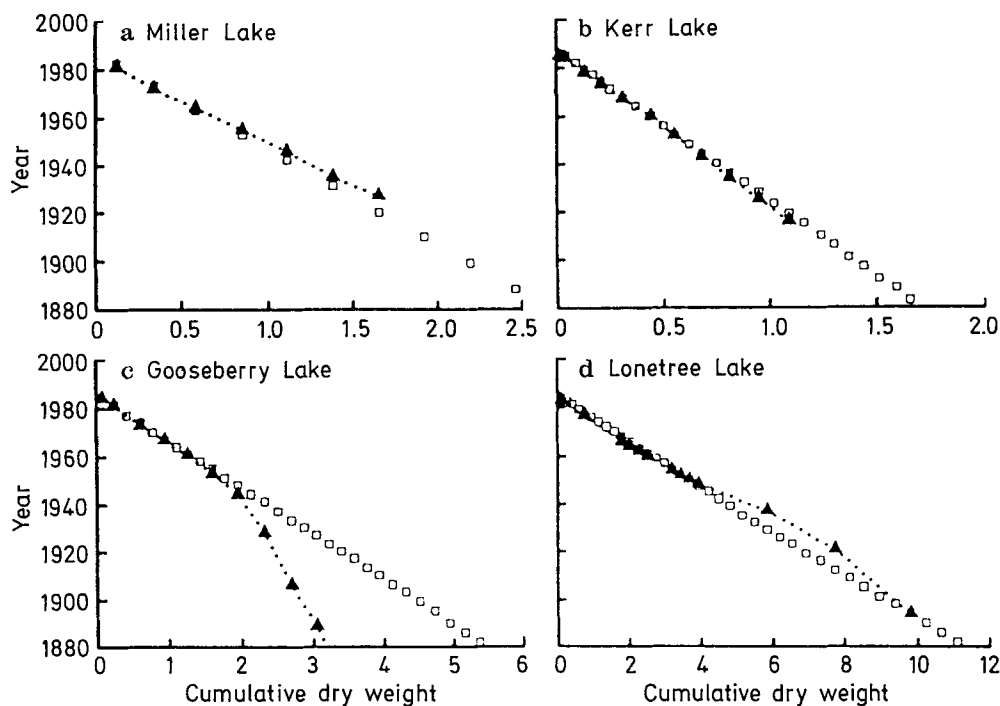 a Miller Lake
b Kerr Lake
2000
1980
1960
1940
1920
1900
1880
Year
0 0.5 1.0 1.5 2.0 2.5
0 0.5 1.0 1.5 2.0
c Gooseberry Lake
d Lonetree Lake
2000
1980
1960
1940
1920
1900
1880
Year
0 1 2 3 4 5 6
0 2 4 6 8 10 12
Cumulative dry weight
Cumulative dry weight